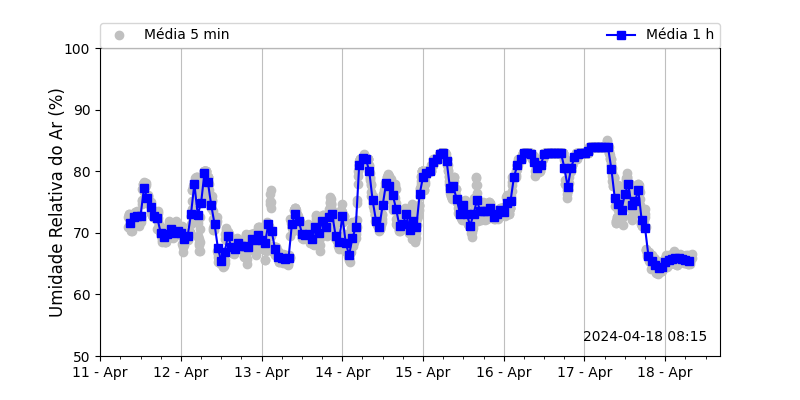 Média 5 min
Média 1 h
Umidade Relativa do Ar (%)
100
90
80
70
60
50
2024-04-18 08:15
11 - Apr
12 - Apr
13 - Apr
14 - Apr
15 - Apr
16 - Apr
17 - Apr
18 - Apr